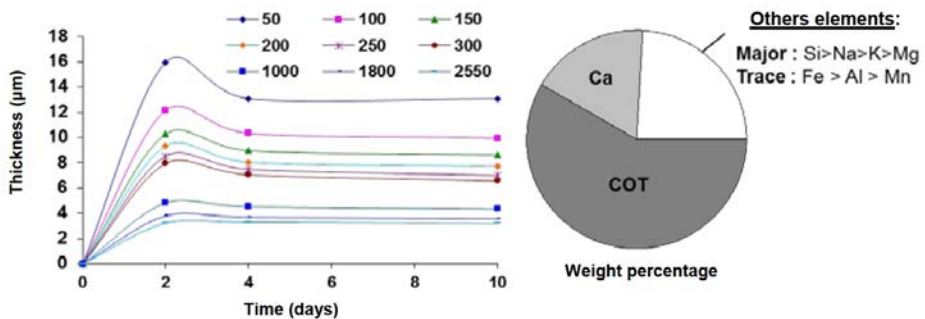 50 100 150
200 250 300
1000 1800 2550
Thickness (µm)
18
16
14
12
10
8
6
4
2
0
0 2 4 6 8 10
Time (days)
Others elements:
Major : Si>Na>K>Mg
Trace : Fe > Al > Mn
Ca
COT
Weight percentage